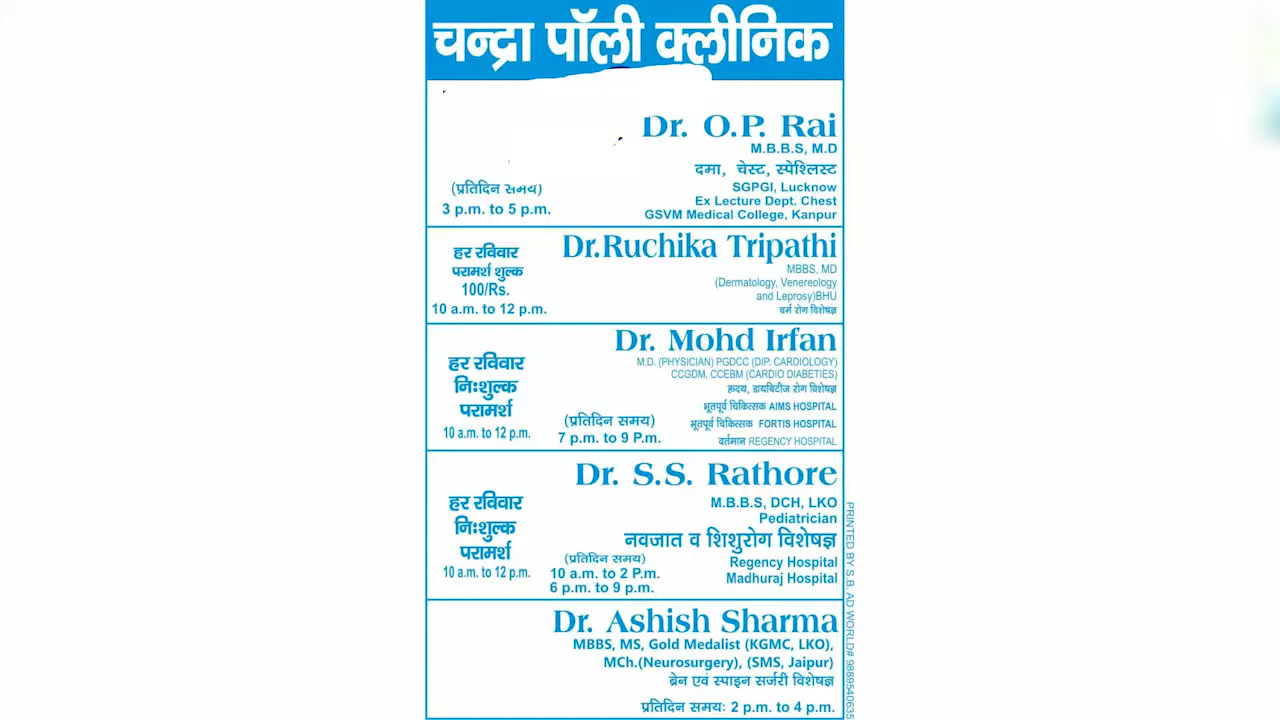 चन्द्रा पॉली क्लीनिक
Dr. O.P. Rai
M.B.B.S, M.D
दमा, चेस्ट, स्पेश्लिस्ट
SGPGI, Lucknow
Ex Lecture Dept. Chest
GSVM Medical College, Kanpur
(प्रतिदिन समय)
3 p.m. to 5 p.m.
हर रविवार
परामर्श शुल्क
100/Rs.
10 a.m. to 12 p.m.
Dr.Ruchika Tripathi
MBBS, MD
(Dermatology, Venereology
and Leprosy)BHU
चर्म रोग विशेषज्ञ
हर रविवार
निःशुल्क
परामर्श
10 a.m. to 12 p.m.
Dr. Mohd Irfan
M.D. (PHYSICIAN) PGDCC (DIP. CARDIOLOGY)
CCGDM, CCEBM (CARDIO DIABETIES)
ह्रदय, डायबिटीज रोग विशेषज्ञ
भूतपूर्व चिकित्सक AIMS HOSPITAL
भूतपूर्व चिकित्सक FORTIS HOSPITAL
वर्तमान REGENCY HOSPITAL
(प्रतिदिन समय)
7 p.m. to 9 P.m.
हर रविवार
निःशुल्क
परामर्श
10 a.m. to 12 p.m.
Dr. S.S. Rathore
M.B.B.S, DCH, LKO
Pediatrician
नवजात व शिशुरोग विशेषज्ञ
Regency Hospital
Madhuraj Hospital
(प्रतिदिन समय)
10 a.m. to 2 P.m.
6 p.m. to 9 p.m.
Dr. Ashish Sharma
MBBS, MS, Gold Medalist (KGMC, LKO),
MCh.(Neurosurgery), (SMS, Jaipur)
ब्रेन एवं स्पाइन सर्जरी विशेषज्ञ
प्रतिदिन समयः 2 p.m. to 4 p.m.
PRINTED BY S.B. AD WORLD# 9889540635